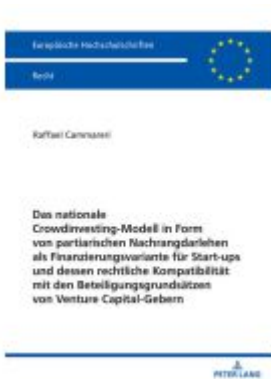 Europäische Hochschulschriften
Recht
Raffael Cammareri
Das nationale
Crowdinvesting-Modell in Form
von partiarischen Nachrangdarlehen
als Finanzierungsvariante für Start-ups
und dessen rechtliche Kompatibilität
mit den Beteiligungsgrundsätzen
von Venture Capital-Gebern
PETER LANG